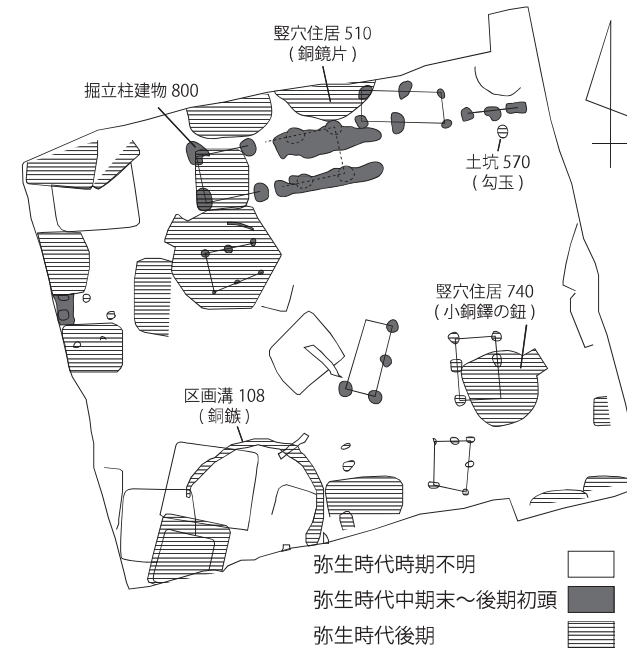 竪穴住居 510
( 銅鏡片 )
掘立柱建物 800
土坑 570
( 勾玉 )
竪穴住居 740
( 小銅鐸の鈕 )
区画溝 108
( 銅鏃 )
弥生時代時期不明
弥生時代中期末～後期初頭
弥生時代後期